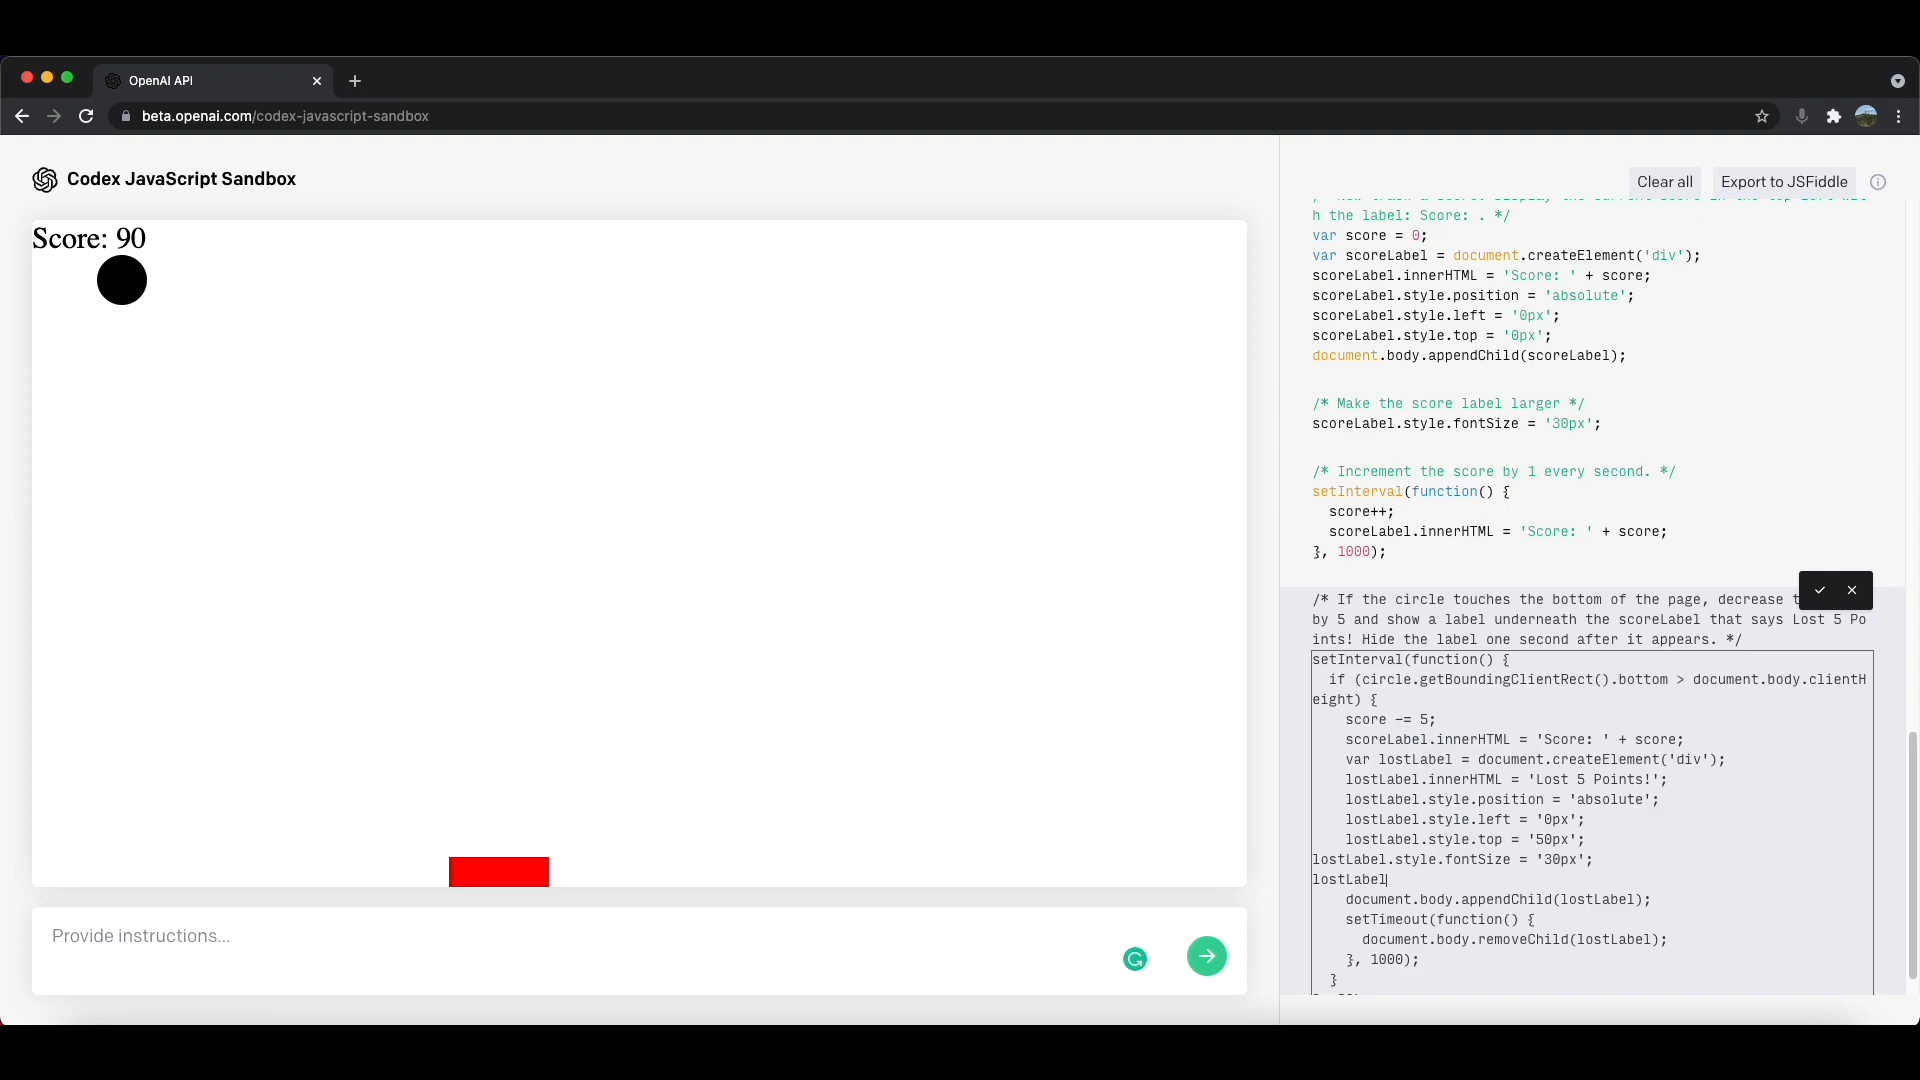 OpenAI API
beta.openai.com/codex-javascript-sandbox
Codex JavaScript Sandbox
Clear all
Export to JSFiddle
Score: 90
Provide instructions...
h the label: Score: . */
var score = 0;
var scoreLabel = document.createElement('div');
scoreLabel.innerHTML = 'Score: ' + score;
scoreLabel.style.position = 'absolute';
scoreLabel.style.left = '0px';
scoreLabel.style.top = '0px';
document.body.appendChild(scoreLabel);
/* Make the score label larger */
scoreLabel.style.fontSize = '30px';
/* Increment the score by 1 every second. */
setInterval(function() {
score++;
scoreLabel.innerHTML = 'Score: ' + score;
}, 1000);
/* If the circle touches the bottom of the page, decrease
by 5 and show a label underneath the scoreLabel that says Lost 5 Po
ints! Hide the label one second after it appears. */
setInterval(function() {
if (circle.getBoundingClientRect().bottom > document.body.clientH
eight) {
score -= 5;
scoreLabel.innerHTML = 'Score: ' + score;
var lostLabel = document.createElement('div');
lostLabel.innerHTML = 'Lost 5 Points!';
lostLabel.style.position = 'absolute';
lostLabel.style.left = '0px';
lostLabel.style.top = '50px';
lostLabel.style.fontSize = '30px';
lostLabel
document.body.appendChild(lostLabel);
setTimeout(function() {
document.body.removeChild(lostLabel);
}, 1000);
}